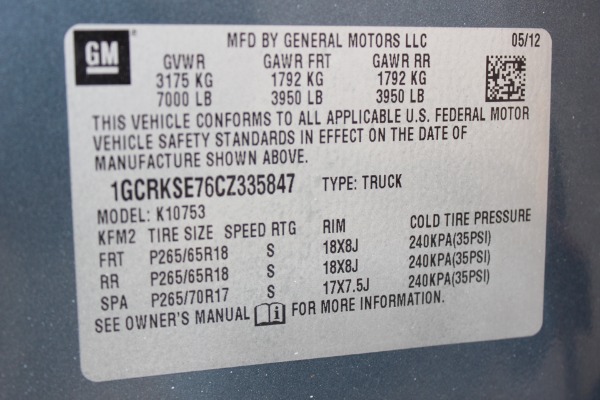 GM
MFD BY GENERAL MOTORS LLC 05/12
GVWR GAWR FRT GAWR RR
3175 KG 1792 KG 1792 KG
7000 LB 3950 LB 3950 LB
THIS VEHICLE CONFORMS TO ALL APPLICABLE U.S. FEDERAL MOTOR
VEHICLE SAFETY STANDARDS IN EFFECT ON THE DATE OF
MANUFACTURE SHOWN ABOVE.
1GCRKSE76CZ335847 TYPE: TRUCK
MODEL: K10753
KFM2 TIRE SIZE SPEED RTG RIM COLD TIRE PRESSURE
FRT P265/65R18 S 18X8J 240KPA(35PSI)
RR P265/65R18 S 18X8J 240KPA(35PSI)
SPA P265/70R17 S 17X7.5J 240KPA(35PSI)
SEE OWNER'S MANUAL i FOR MORE INFORMATION.